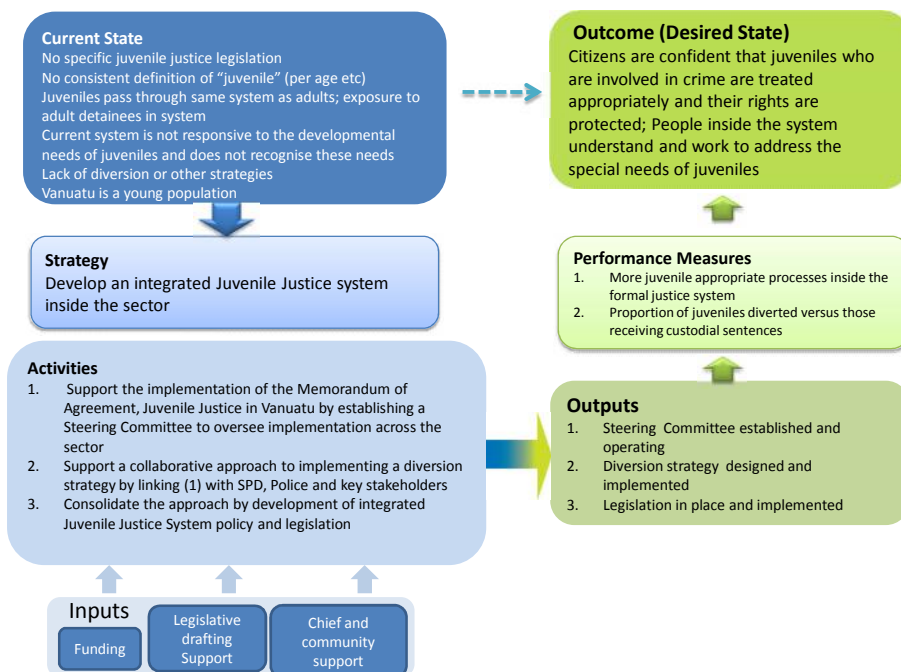 Current State
No specific juvenile justice legislation
No consistent definition of “juvenile” (per age etc)
Juveniles pass through same system as adults; exposure to
adult detainees in system
Current system is not responsive to the developmental
needs of juveniles and does not recognise these needs
Lack of diversion or other strategies
Vanuatu is a young population
Outcome (Desired State)
Citizens are confident that juveniles who
are involved in crime are treated
appropriately and their rights are
protected; People inside the system
understand and work to address the
special needs of juveniles
Strategy
Develop an integrated Juvenile Justice system
inside the sector
Performance Measures
1. More juvenile appropriate processes inside the
formal justice system
2. Proportion of juveniles diverted versus those
receiving custodial sentences
Activities
1. Support the implementation of the Memorandum of
Agreement, Juvenile Justice in Vanuatu by establishing a
Steering Committee to oversee implementation across the
sector
2. Support a collaborative approach to implementing a diversion
strategy by linking (1) with SPD, Police and key stakeholders
3. Consolidate the approach by development of integrated
Juvenile Justice System policy and legislation
Outputs
1. Steering Committee established and
operating
2. Diversion strategy designed and
implemented
3. Legislation in place and implemented
Inputs
Funding
Legislative
drafting
Support
Chief and
community
support